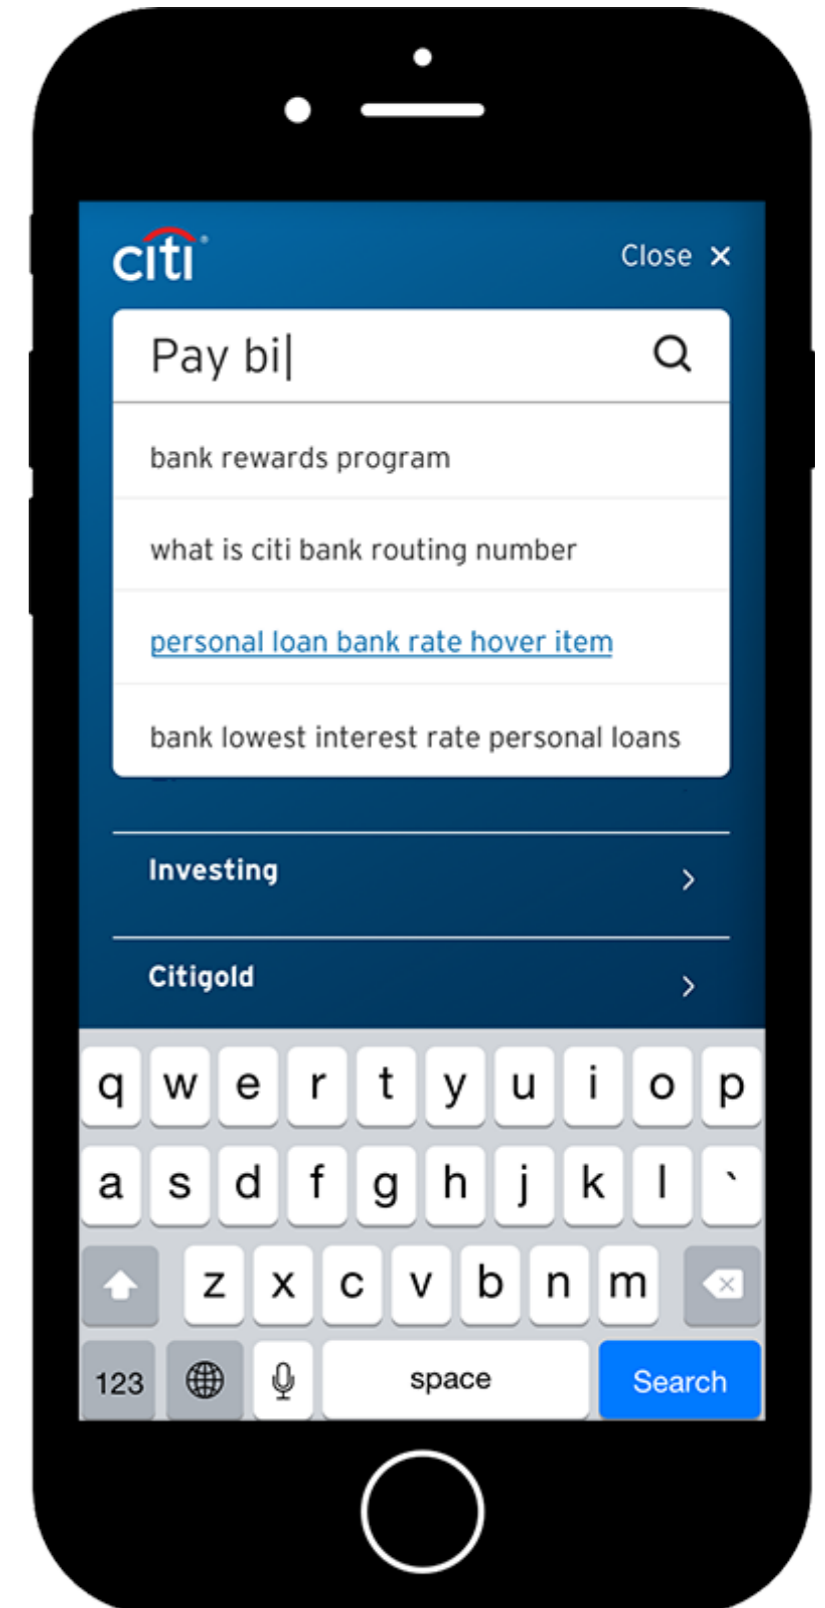 citi®
Close ×
Pay bi
bank rewards program
what is citi bank routing number
personal loan bank rate hover item
bank lowest interest rate personal loans
Investing
Citigold
q w e r t y u i o p
a s d f g h j k l `
z x c v b n m
123 space Search